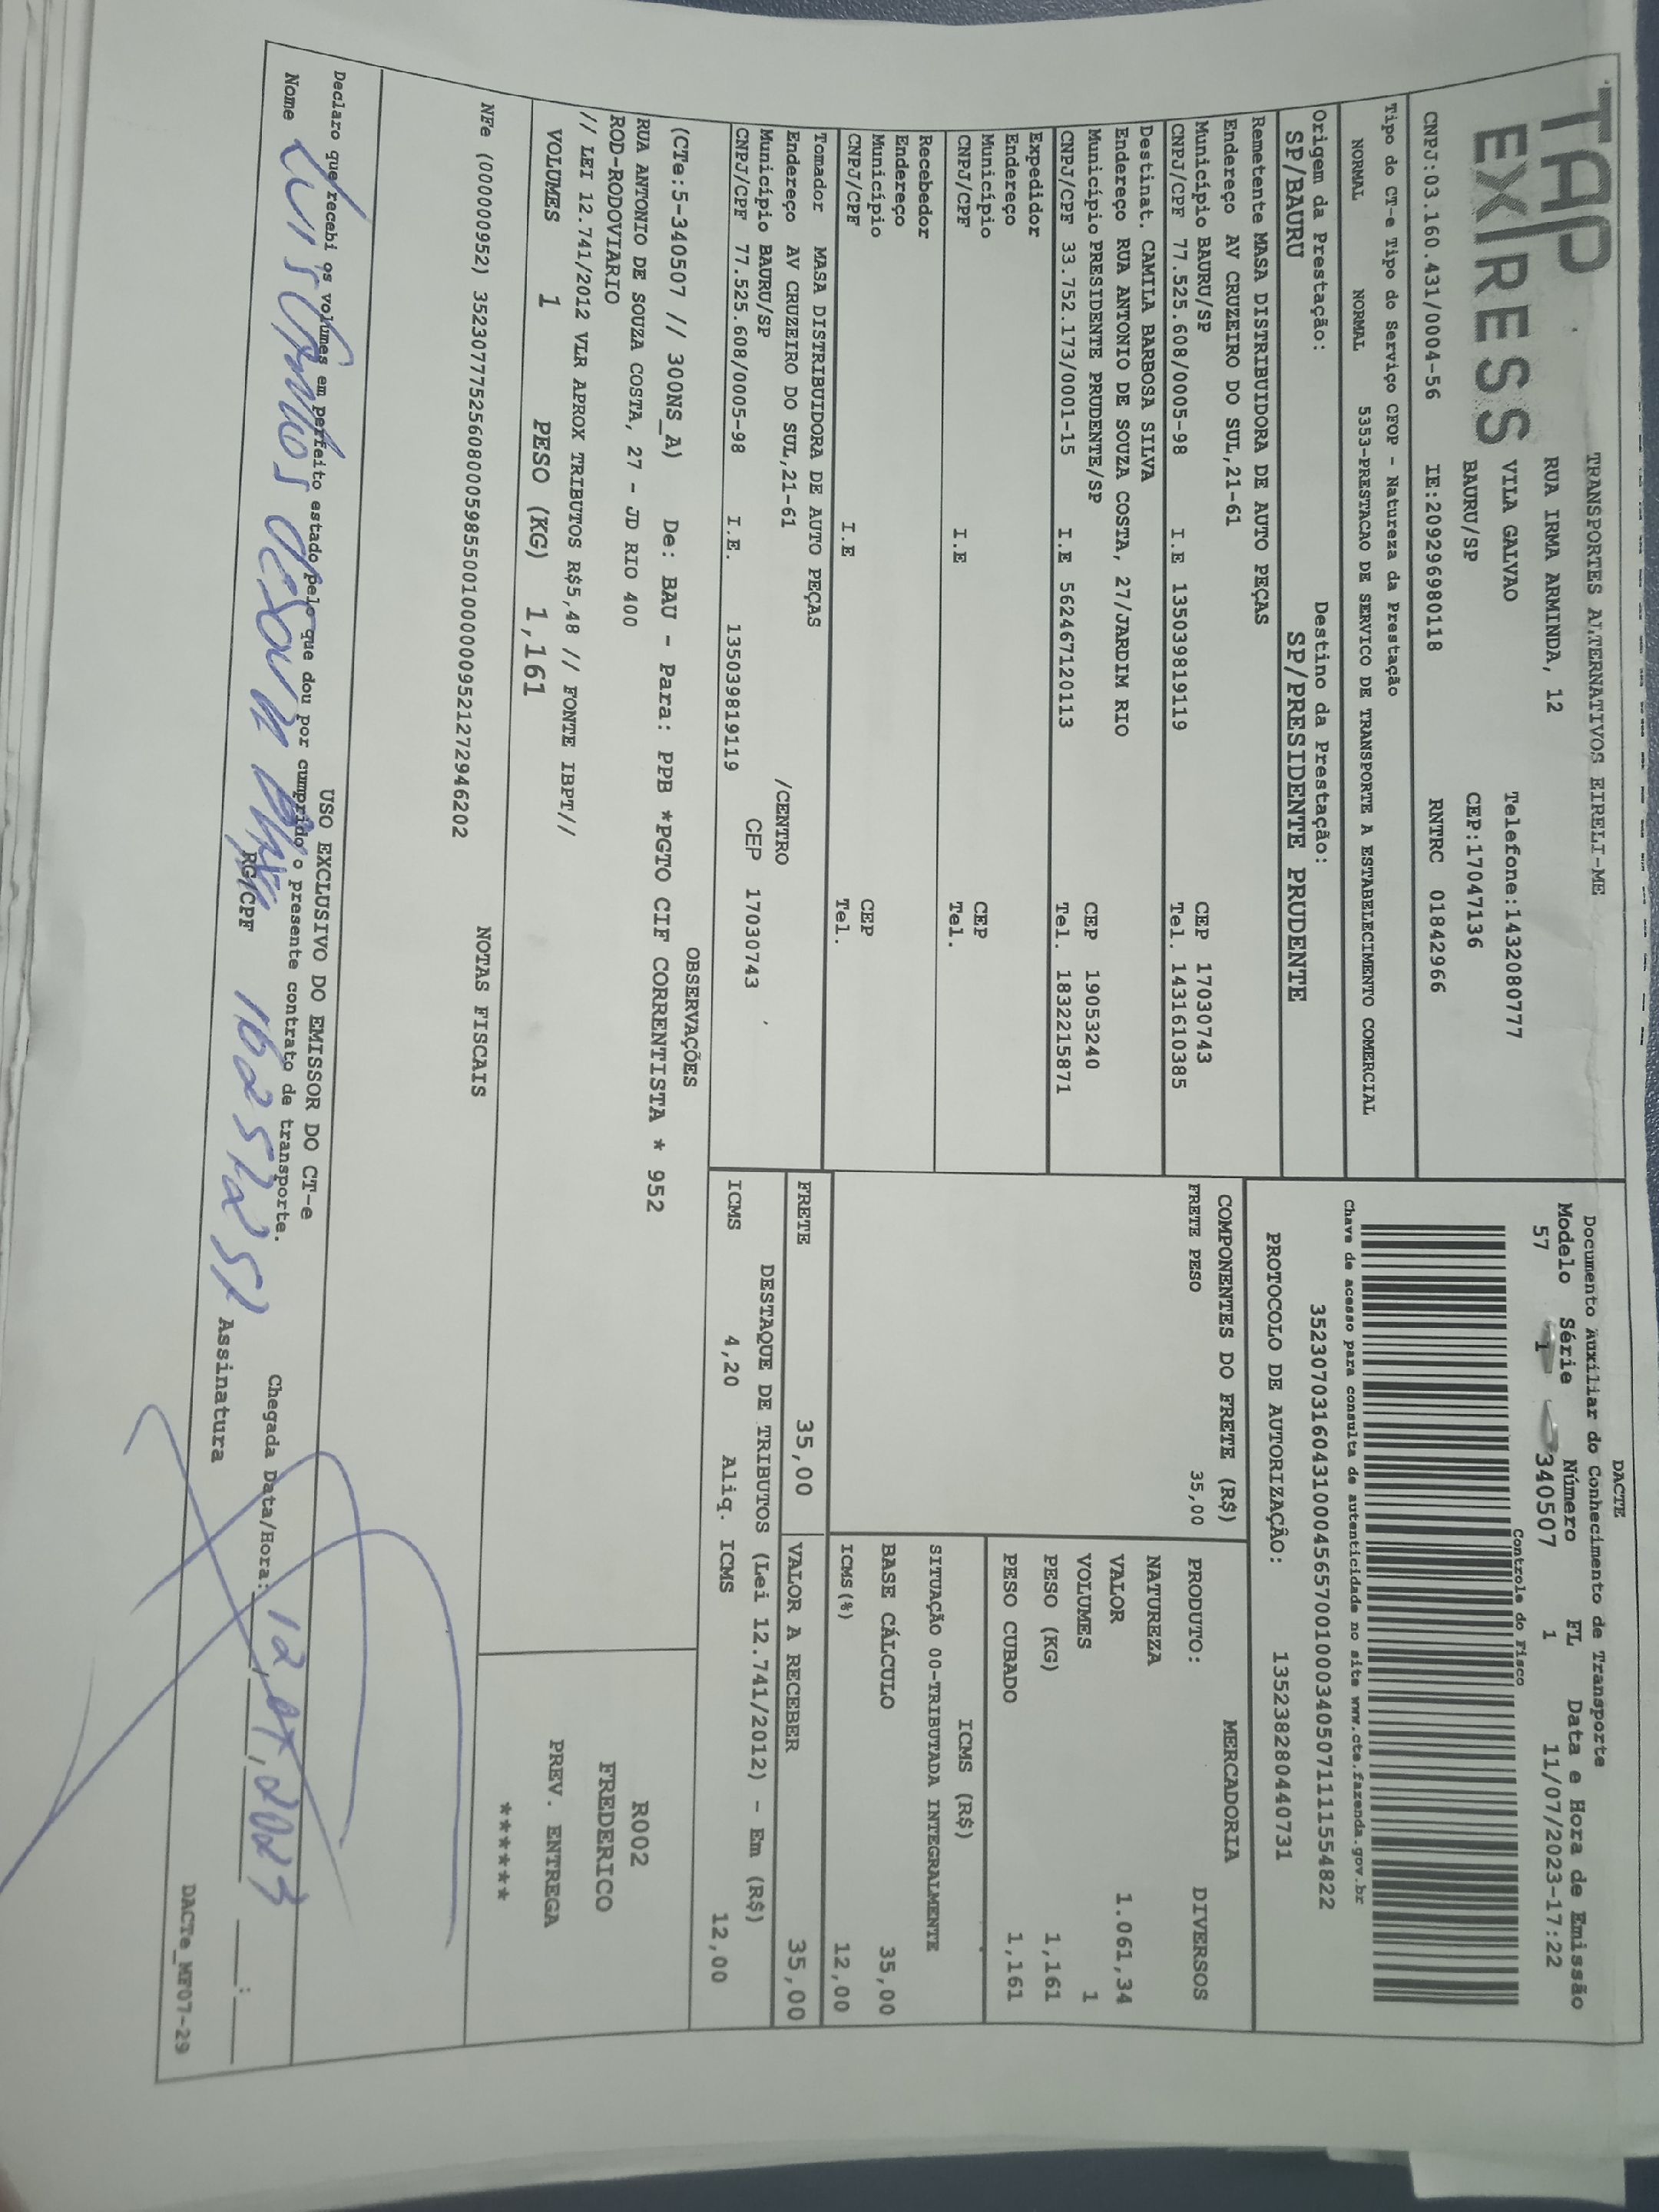 TAP
EXPRESS
TRANSPORTES ALTERNATIVOS EIRELI-ME
RUA IRMA ARMINDA, 12
VILA GALVAO
Telefone:1432080777
BAURU/SP
CEP:17047136
CNPJ:03.160.431/0004-56
IE:209296980118
RNTRC 01842966
DACTE
Documento Auxiliar do Conhecimento de Transporte
Modelo Série Número FL Data e Hora de Emissão
57 1 340507 1 11/07/2023-17:22
Controle do Fisco
Chave de acesso para consulta de autenticidade no site www.cte.fazenda.gov.br
35230703160431000456570010003405071111554822
PROTOCOLO DE AUTORIZAÇÃO: 135238280440731
Tipo do CT-e Tipo do Serviço CFOP - Natureza da Prestação
NORMAL NORMAL 5353-PRESTACAO DE SERVICO DE TRANSPORTE A ESTABELECIMENTO COMERCIAL
Origem da Prestação: Destino da Prestação:
SP/BAURU SP/PRESIDENTE PRUDENTE
Remetente MASA DISTRIBUIDORA DE AUTO PEÇAS
Endereço AV CRUZEIRO DO SUL,21-61
Município BAURU/SP CEP 17030743
CNPJ/CPF 77.525.608/0005-98 I.E 135039819119 Tel. 1431610385
Destinat. CAMILA BARBOSA SILVA
Endereço RUA ANTONIO DE SOUZA COSTA, 27/JARDIM RIO
Município PRESIDENTE PRUDENTE/SP CEP 19053240
CNPJ/CPF 33.752.173/0001-15 I.E 562467120113 Tel. 1832215871
Expedidor
Endereço
Município CEP
CNPJ/CPF I.E Tel.
Recebedor
Endereço
Município CEP
CNPJ/CPF I.E Tel.
Tomador MASA DISTRIBUIDORA DE AUTO PEÇAS
Endereço AV CRUZEIRO DO SUL,21-61 /CENTRO
Município BAURU/SP CEP 17030743
CNPJ/CPF 77.525.608/0005-98 I.E. 135039819119
COMPONENTES DO FRETE (R$)
FRETE PESO 35,00
MERCADORIA
PRODUTO: DIVERSOS
NATUREZA
VALOR 1.061,34
VOLUMES 1
PESO (KG) 1,161
PESO CUBADO 1,161
ICMS (R$)
SITUAÇÃO 00-TRIBUTADA INTEGRALMENTE
BASE CÁLCULO 35,00
ICMS(%) 12,00
FRETE 35,00 VALOR A RECEBER 35,00
DESTAQUE DE TRIBUTOS (Lei 12.741/2012) - Em (R$)
ICMS 4,20 Aliq. ICMS 12,00
OBSERVAÇÕES
(CTe:5-340507 // 300NS_A) De: BAU - Para: PPB *PGTO CIF CORRENTISTA * 952
RUA ANTONIO DE SOUZA COSTA, 27 - JD RIO 400
ROD-RODOVIARIO
// LEI 12.741/2012 VLR APROX TRIBUTOS R$5,48 // FONTE IBPT//
VOLUMES 1 PESO (KG) 1,161
R002
FREDERICO
PREV. ENTREGA
******
NOTAS FISCAIS
NFe (000000952) 35230777525608000598550010000009521272946202
USO EXCLUSIVO DO EMISSOR DO CT-e
Declaro que recebi os volumes em perfeito estado pelo que dou por cumprido o presente contrato de transporte.
Nome RG/CPF Assinatura
Chegada Data/Hora: 12,07,2023 :
DACTe_MF07-29